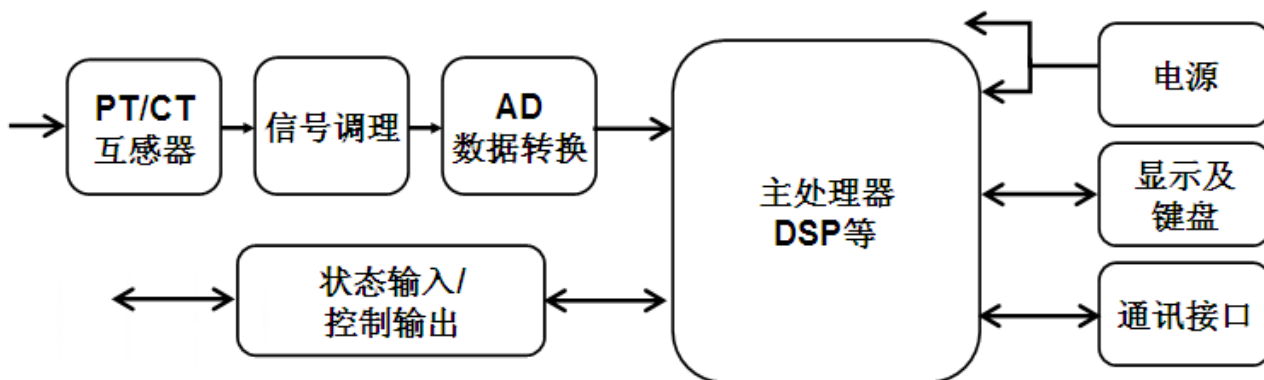 PT/CT
互感器
信号调理
AD
数据转换
主处理器
DSP等
电源
显示及
键盘
状态输入/
控制输出
通讯接口